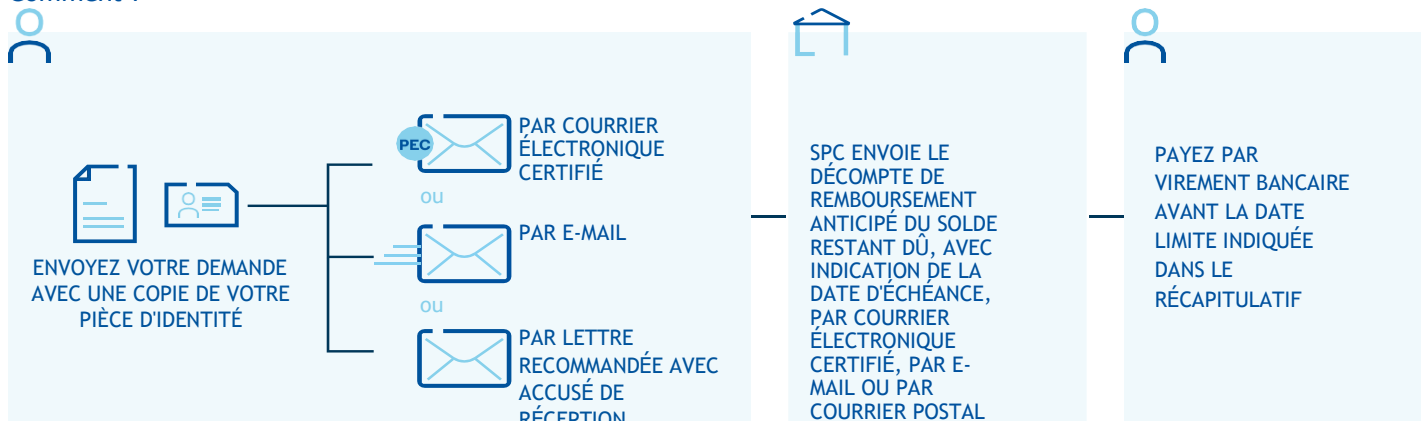 Comment ?
ENVOYEZ VOTRE DEMANDE
AVEC UNE COPIE DE VOTRE
PIÈCE D'IDENTITÉ
PEC
PAR COURRIER
ÉLECTRONIQUE
CERTIFIÉ
ou
PAR E-MAIL
ou
PAR LETTRE
RECOMMANDÉE AVEC
ACCUSÉ DE
RÉCEPTION
SPC ENVOIE LE
DÉCOMPTE DE
REMBOURSEMENT
ANTICIPÉ DU SOLDE
RESTANT DÛ, AVEC
INDICATION DE LA
DATE D'ÉCHÉANCE,
PAR COURRIER
ÉLECTRONIQUE
CERTIFIÉ, PAR E-
MAIL OU PAR
COURRIER POSTAL
PAYEZ PAR
VIREMENT BANCAIRE
AVANT LA DATE
LIMITE INDIQUÉE
DANS LE
RÉCAPITULATIF